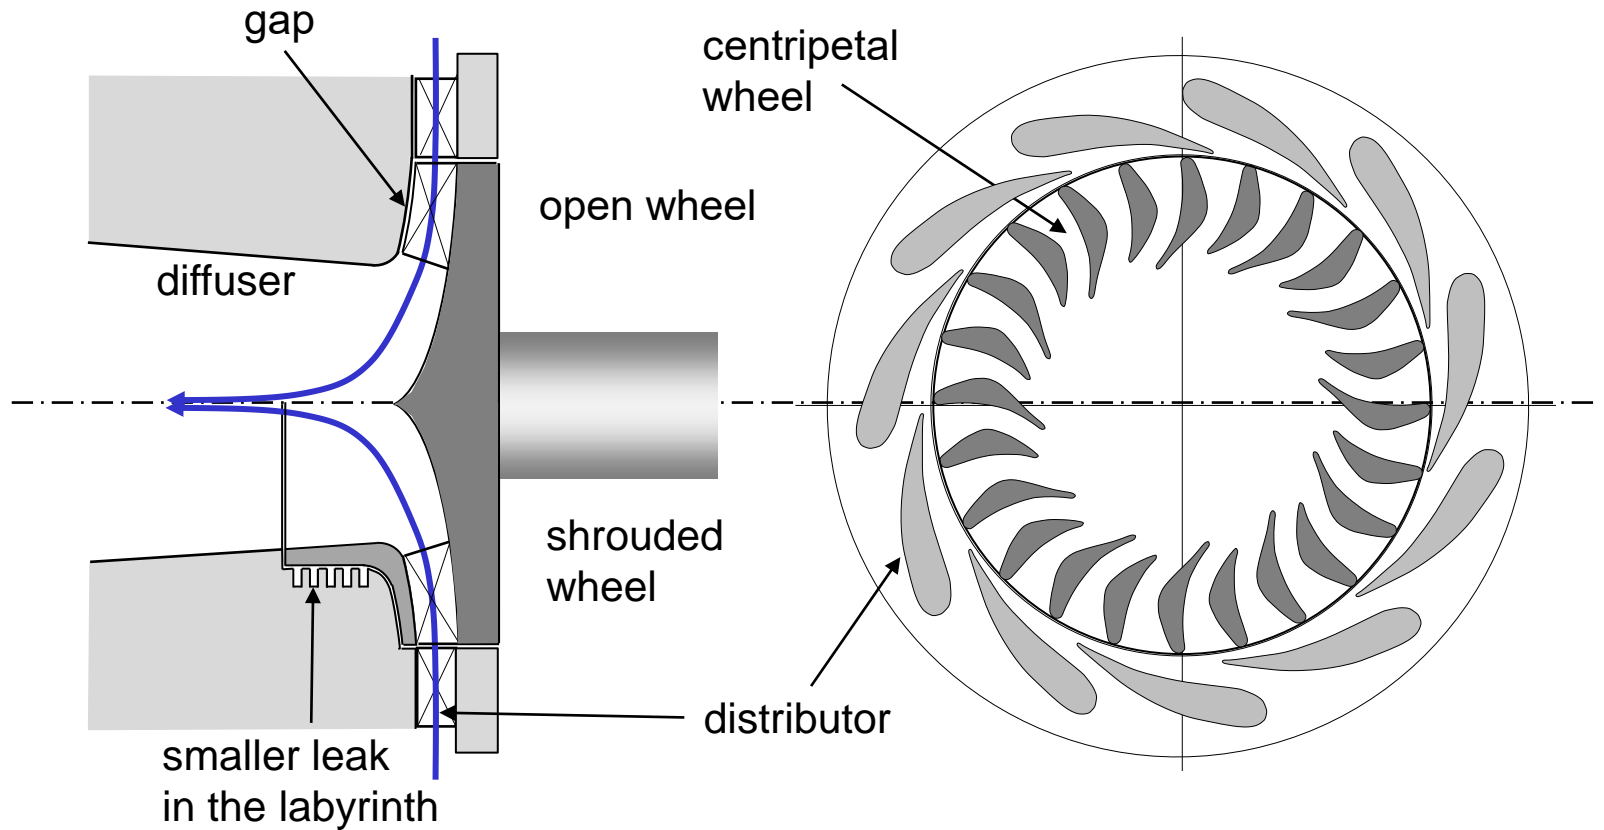 gap
centripetal
wheel
open wheel
diffuser
shrouded
wheel
distributor
smaller leak
in the labyrinth